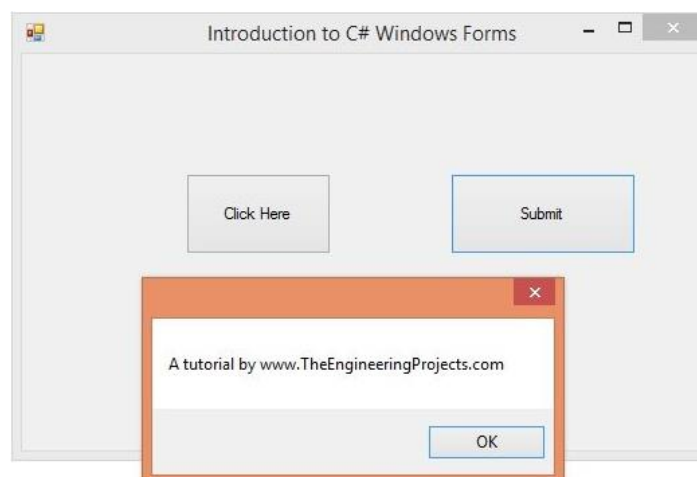 Introduction to C# Windows Forms
Click Here
Submit
A tutorial by www.TheEngineeringProjects.com
OK